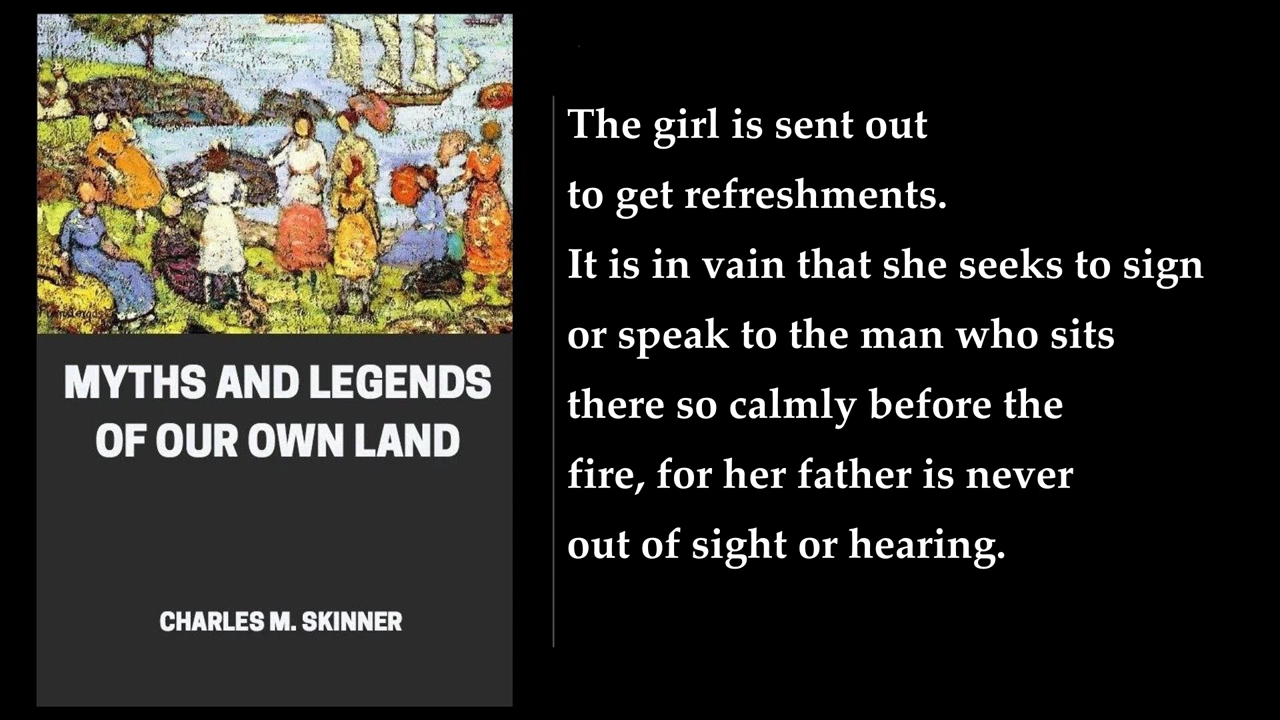 MYTHS AND LEGENDS
OF OUR OWN LAND
CHARLES M. SKINNER
The girl is sent out
to get refreshments.
It is in vain that she seeks to sign
or speak to the man who sits
there so calmly before the
fire, for her father is never
out of sight or hearing.